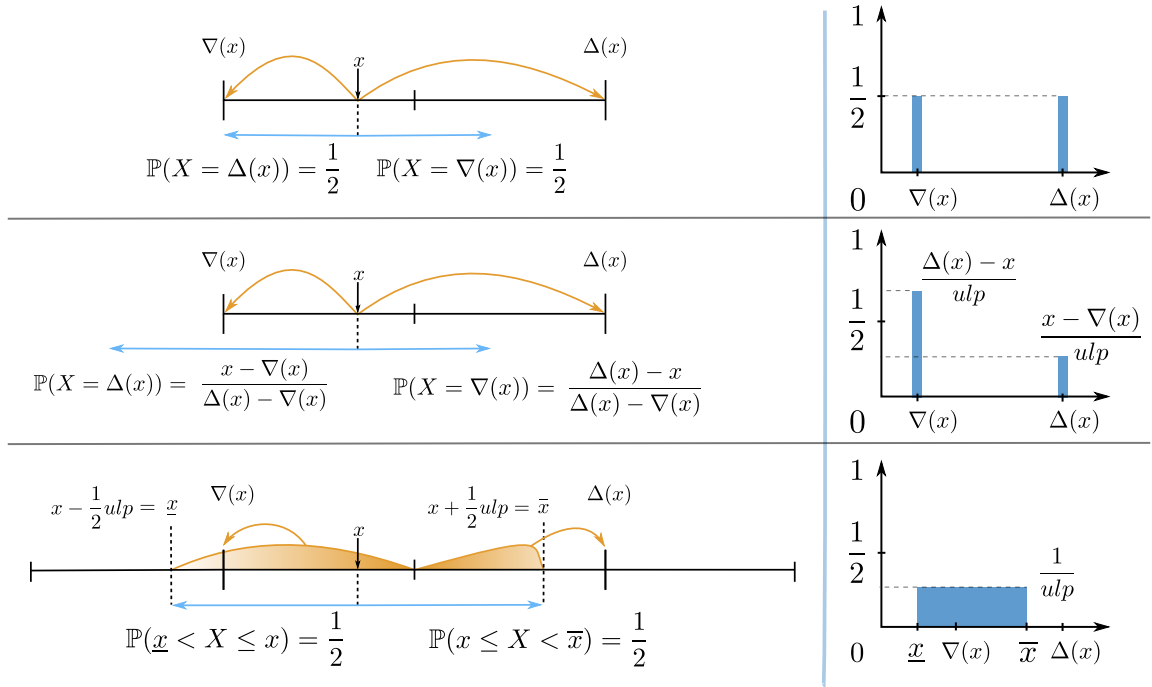 ∇(x) x Δ(x)
ℙ(X = Δ(x)) = 1/2 ℙ(X = ∇(x)) = 1/2
1
1/2
0 ∇(x) Δ(x)
∇(x) x Δ(x)
ℙ(X = Δ(x)) = (x − ∇(x))/(Δ(x) − ∇(x)) ℙ(X = ∇(x)) = (Δ(x) − x)/(Δ(x) − ∇(x))
1
(Δ(x) − x)/ulp
1/2 (x − ∇(x))/ulp
0 ∇(x) Δ(x)
x − 1/2 ulp = x̲ ∇(x) x x + 1/2 ulp = x̅ Δ(x)
ℙ(x̲ < X ≤ x) = 1/2 ℙ(x ≤ X < x̅) = 1/2
1
1/2 1/ulp
0 x̲ ∇(x) x̅ Δ(x)